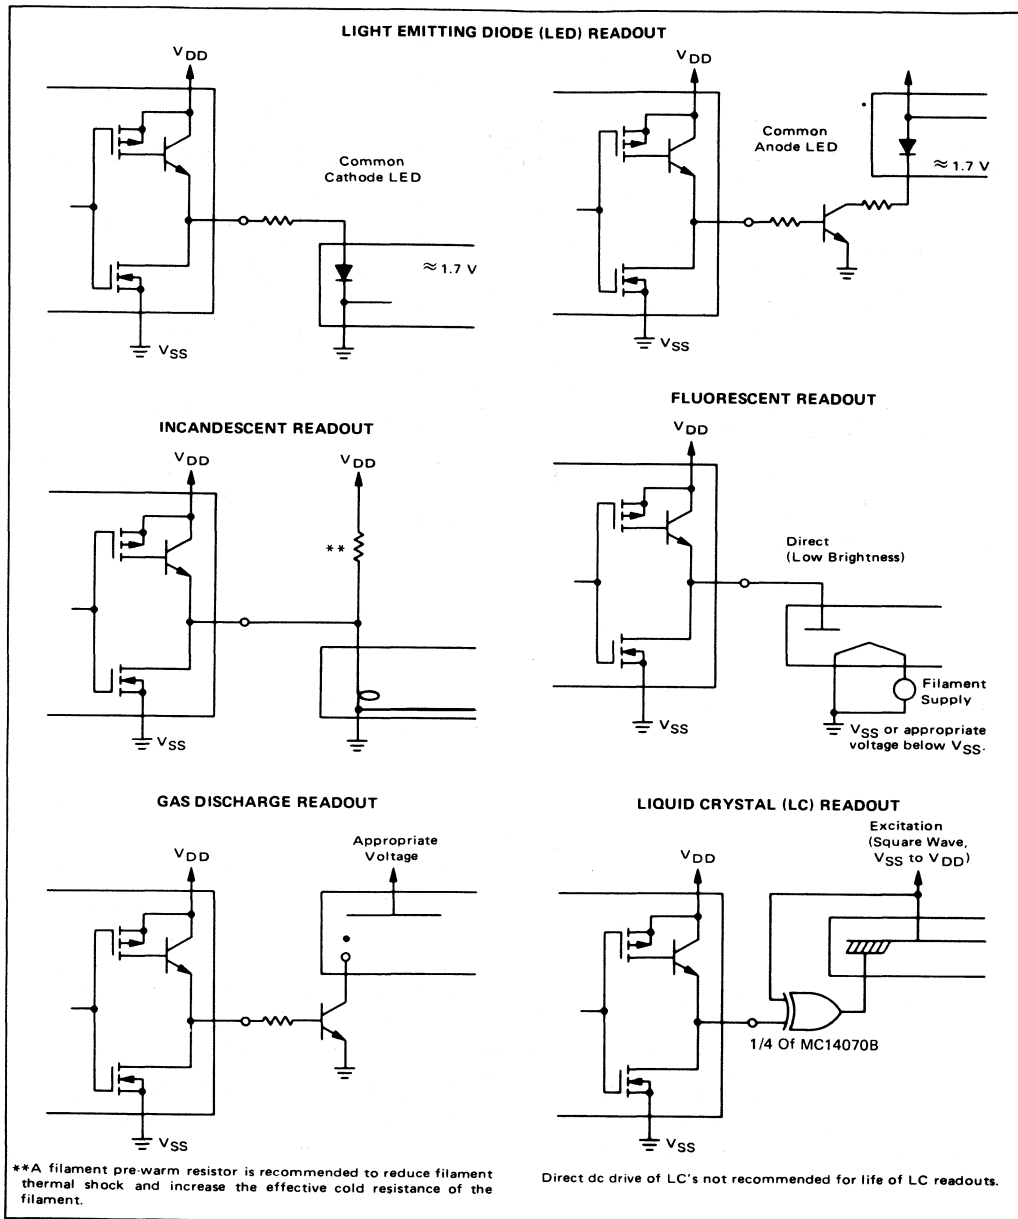 LIGHT EMITTING DIODE (LED) READOUT
VDD
Common
Cathode LED
≈ 1.7 V
VSS
VDD
Common
Anode LED
≈ 1.7 V
VSS
INCANDESCENT READOUT
VDD
VDD
**
VSS
FLUORESCENT READOUT
VDD
Direct
(Low Brightness)
Filament
Supply
VSS
VSS or appropriate
voltage below VSS.
GAS DISCHARGE READOUT
VDD
Appropriate
Voltage
VSS
LIQUID CRYSTAL (LC) READOUT
VDD
Excitation
(Square Wave,
VSS to VDD)
1/4 Of MC14070B
VSS
**A filament pre-warm resistor is recommended to reduce filament
thermal shock and increase the effective cold resistance of the
filament.
Direct dc drive of LC's not recommended for life of LC readouts.